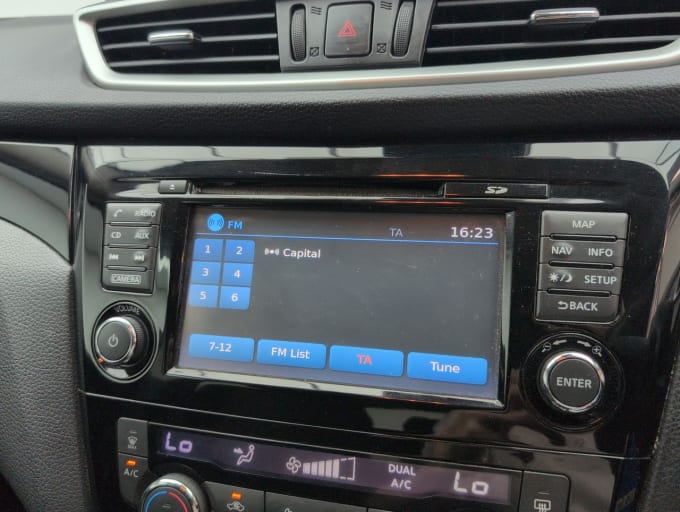 SD
FM
TA
16:23
1 2
Capital
3 4
5 6
7-12
FM List
TA
Tune
RADIO
CD AUX
CAMERA
VOLUME
MAP
NAV INFO
SETUP
BACK
ENTER
Lo
DUAL
A/C
Lo
A/C